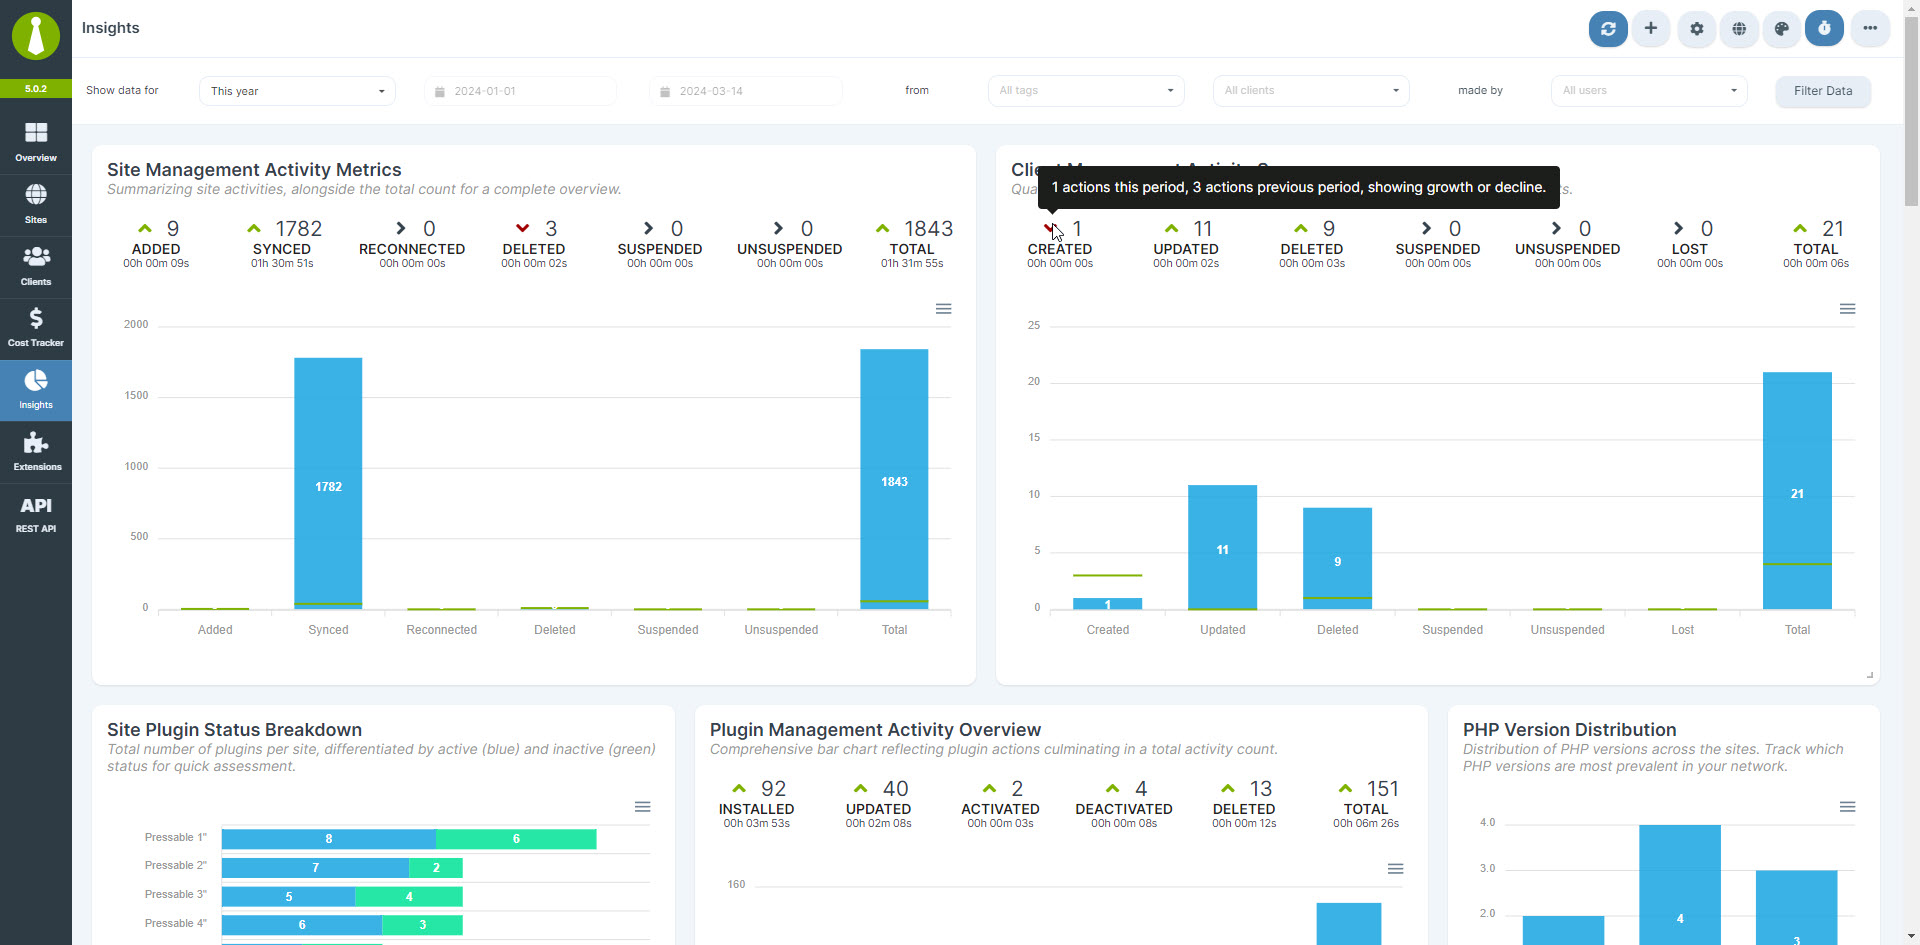 Insights
5.0.2
Show data for
This year
2024-01-01
2024-03-14
from
All tags
All clients
made by
All users
Filter Data
Overview
Sites
Clients
Cost Tracker
Insights
Extensions
API
REST API
Site Management Activity Metrics
Summarizing site activities, alongside the total count for a complete overview.
9 1782 0 3 0 0 1843
ADDED SYNCED RECONNECTED DELETED SUSPENDED UNSUSPENDED TOTAL
00h 00m 09s 01h 30m 51s 00h 00m 00s 00h 00m 02s 00h 00m 00s 00h 00m 00s 01h 31m 55s
2000
1500
1000
500
0
1782
1843
Added Synced Reconnected Deleted Suspended Unsuspended Total
1 actions this period, 3 actions previous period, showing growth or decline.
1 11 9 0 0 0 21
CREATED UPDATED DELETED SUSPENDED UNSUSPENDED LOST TOTAL
00h 00m 00s 00h 00m 02s 00h 00m 03s 00h 00m 00s 00h 00m 00s 00h 00m 00s 00h 00m 06s
25
20
15
10
5
0
1
11
9
21
Created Updated Deleted Suspended Unsuspended Lost Total
Site Plugin Status Breakdown
Total number of plugins per site, differentiated by active (blue) and inactive (green)
status for quick assessment.
Pressable 1" 8 6
Pressable 2" 7 2
Pressable 3" 5 4
Pressable 4" 6 3
Plugin Management Activity Overview
Comprehensive bar chart reflecting plugin actions culminating in a total activity count.
92 40 2 4 13 151
INSTALLED UPDATED ACTIVATED DEACTIVATED DELETED TOTAL
00h 03m 53s 00h 02m 08s 00h 00m 03s 00h 00m 08s 00h 00m 12s 00h 06m 26s
160
PHP Version Distribution
Distribution of PHP versions across the sites. Track which
PHP versions are most prevalent in your network.
4.0
3.0
2.0
4
3